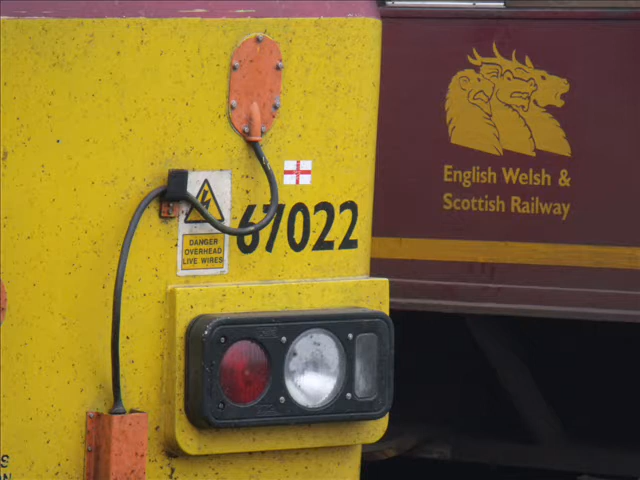 67022
DANGER
OVERHEAD
LIVE WIRES
English Welsh &
Scottish Railway
S
N